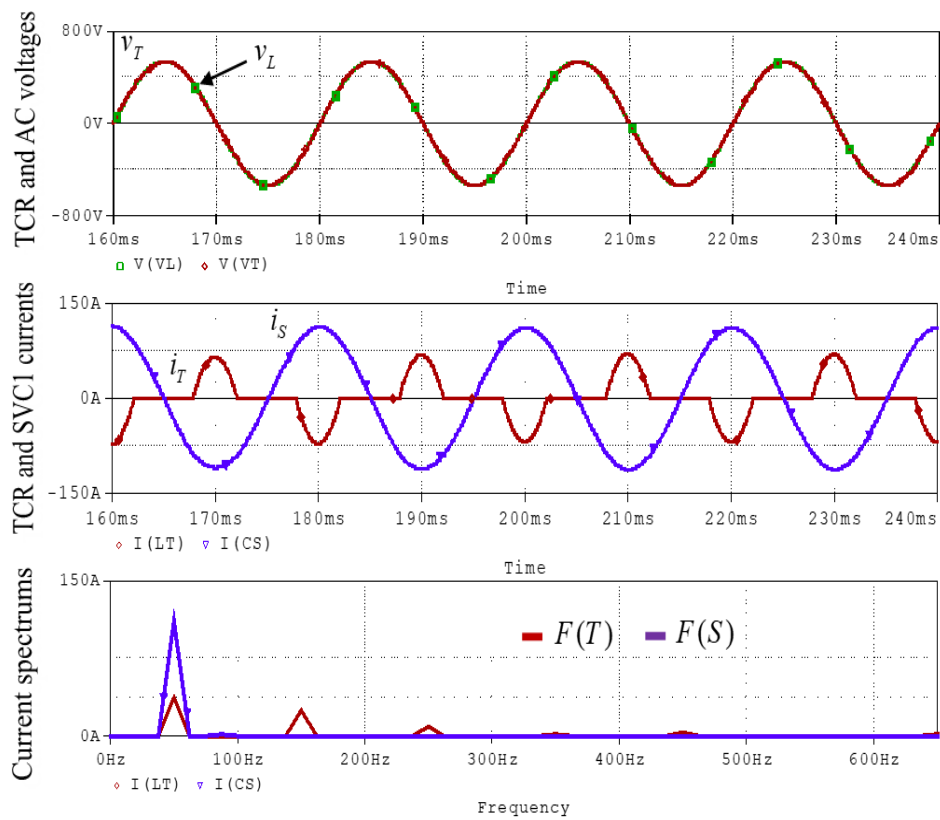 TCR and AC voltages
800V
0V
-800V
v_T
v_L
160ms 170ms 180ms 190ms 200ms 210ms 220ms 230ms 240ms
V(VL) V(VT)
Time
TCR and SVC1 currents
150A
0A
-150A
i_S
i_T
160ms 170ms 180ms 190ms 200ms 210ms 220ms 230ms 240ms
I(LT) I(CS)
Time
Current spectrums
150A
0A
F(T) F(S)
0Hz 100Hz 200Hz 300Hz 400Hz 500Hz 600Hz
I(LT) I(CS)
Frequency